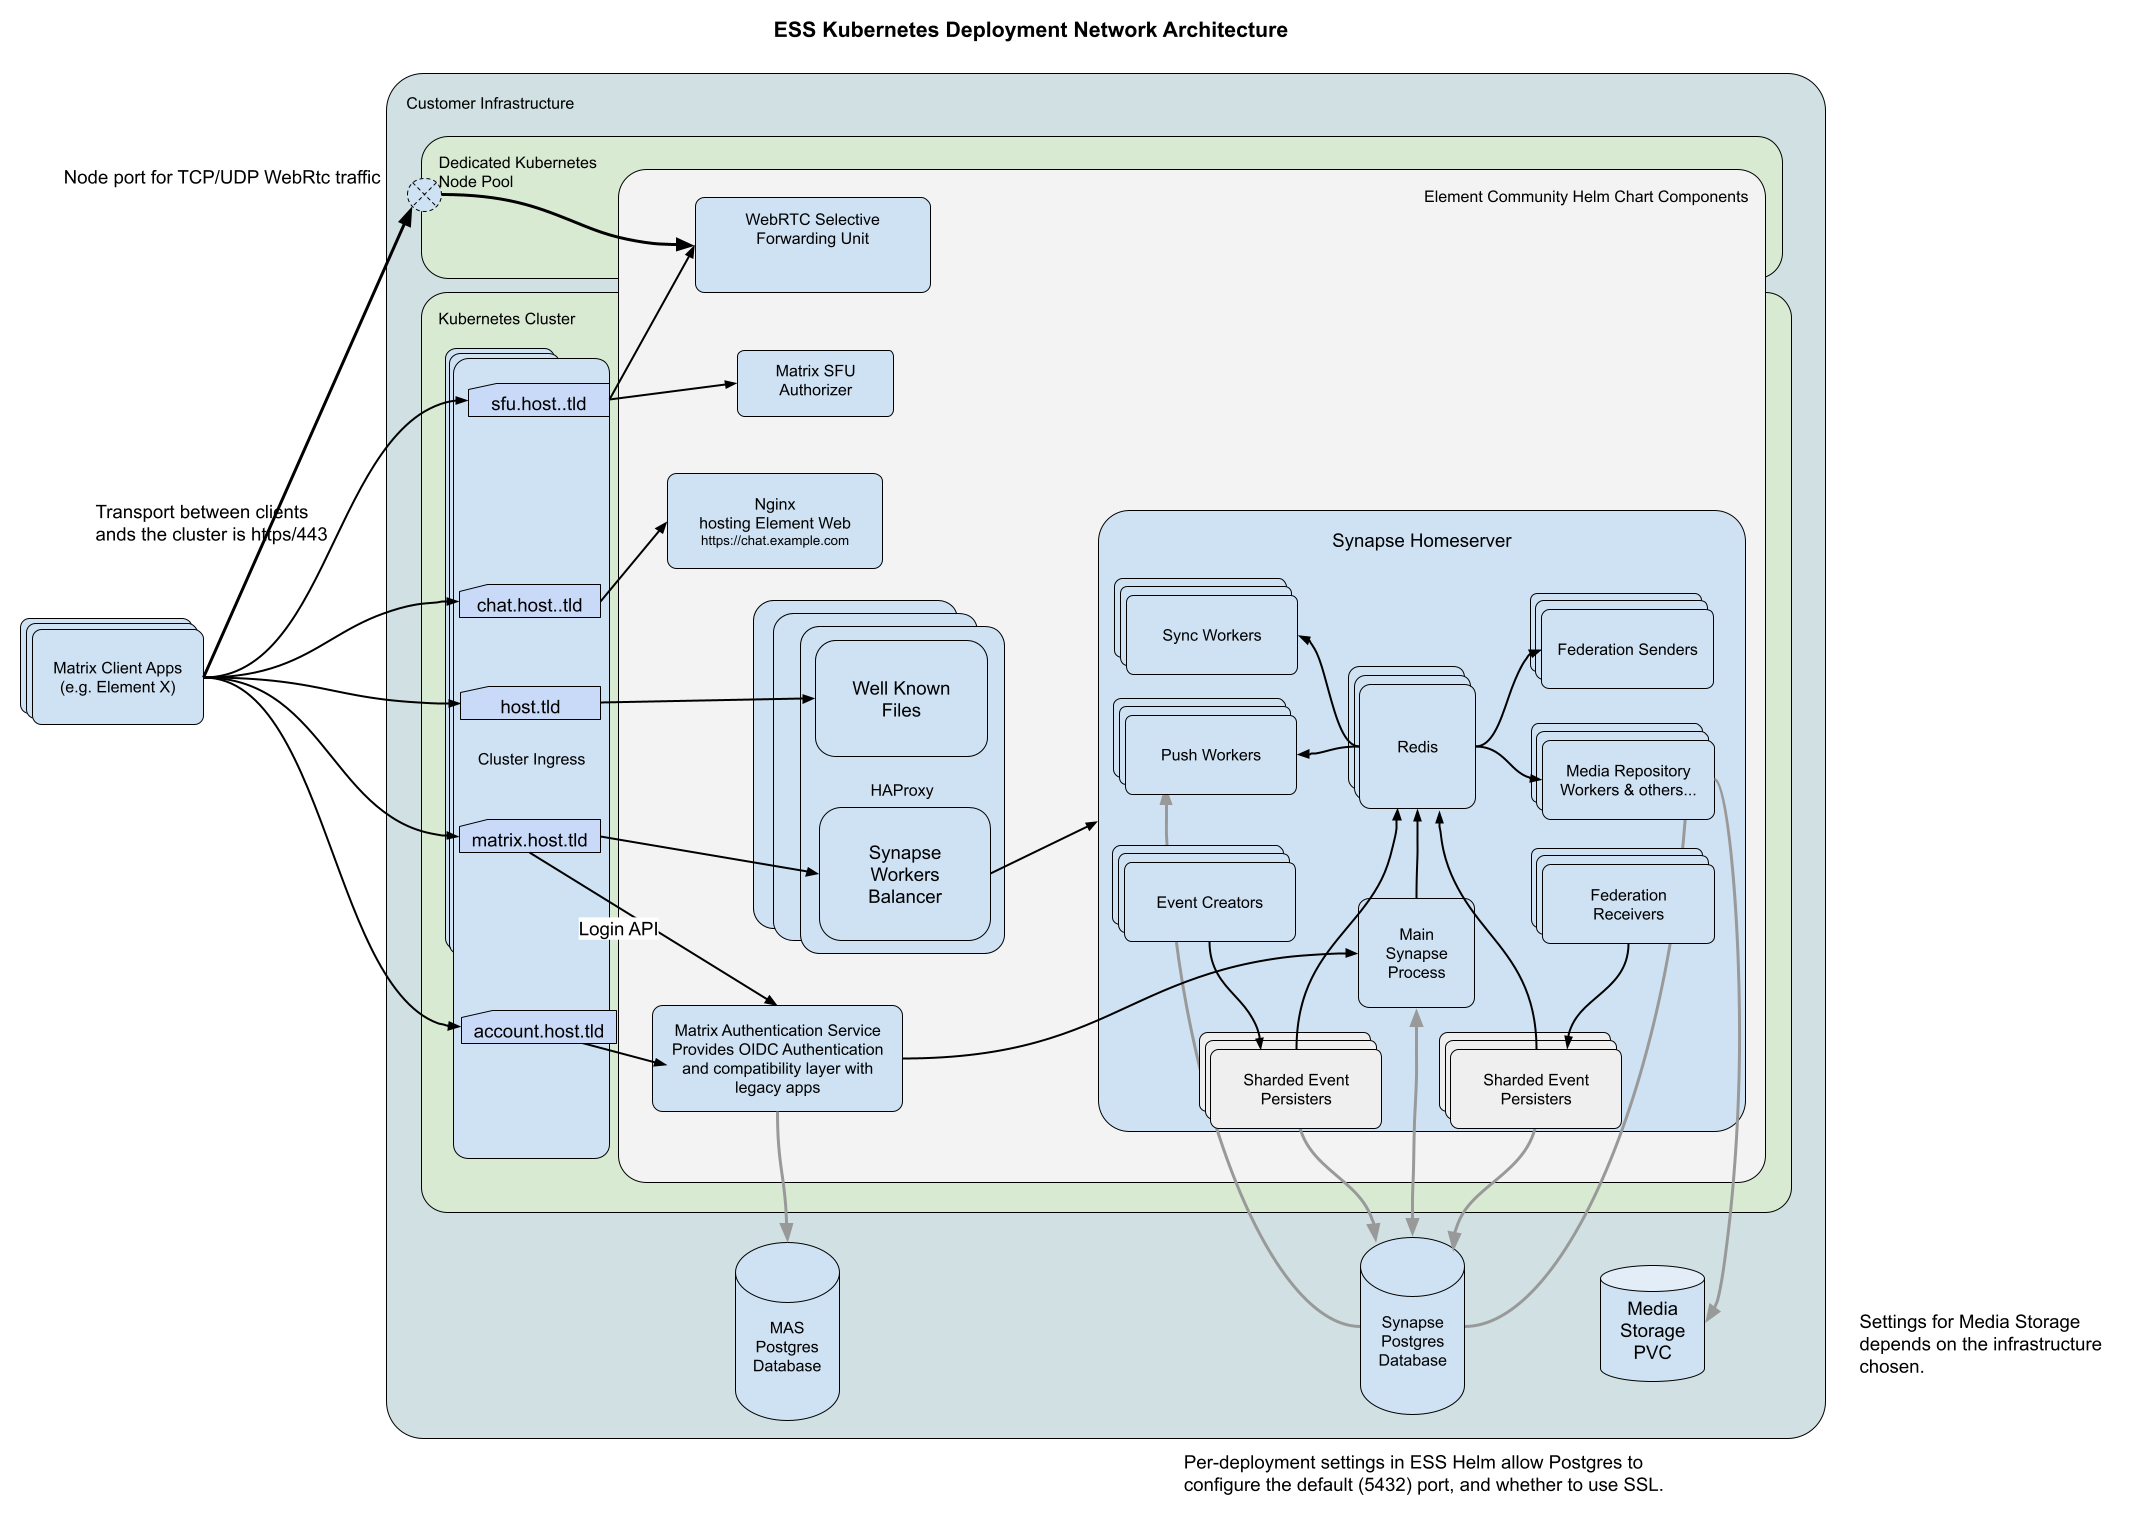 ESS Kubernetes Deployment Network Architecture
Customer Infrastructure
Node port for TCP/UDP WebRtc traffic
Dedicated Kubernetes
Node Pool
Element Community Helm Chart Components
WebRTC Selective
Forwarding Unit
Kubernetes Cluster
Matrix SFU
Authorizer
sfu.host..tld
Transport between clients
ands the cluster is https/443
Nginx
hosting Element Web
https://chat.example.com
chat.host..tld
Matrix Client Apps
(e.g. Element X)
host.tld
Well Known
Files
Cluster Ingress
HAProxy
matrix.host.tld
Synapse
Workers
Balancer
Login API
account.host.tld
Matrix Authentication Service
Provides OIDC Authentication
and compatibility layer with
legacy apps
Synapse Homeserver
Sync Workers
Federation Senders
Push Workers
Redis
Media Repository
Workers & others...
Event Creators
Main
Synapse
Process
Federation
Receivers
Sharded Event
Persisters
Sharded Event
Persisters
MAS
Postgres
Database
Synapse
Postgres
Database
Media
Storage
PVC
Settings for Media Storage
depends on the infrastructure
chosen.
Per-deployment settings in ESS Helm allow Postgres to
configure the default (5432) port, and whether to use SSL.